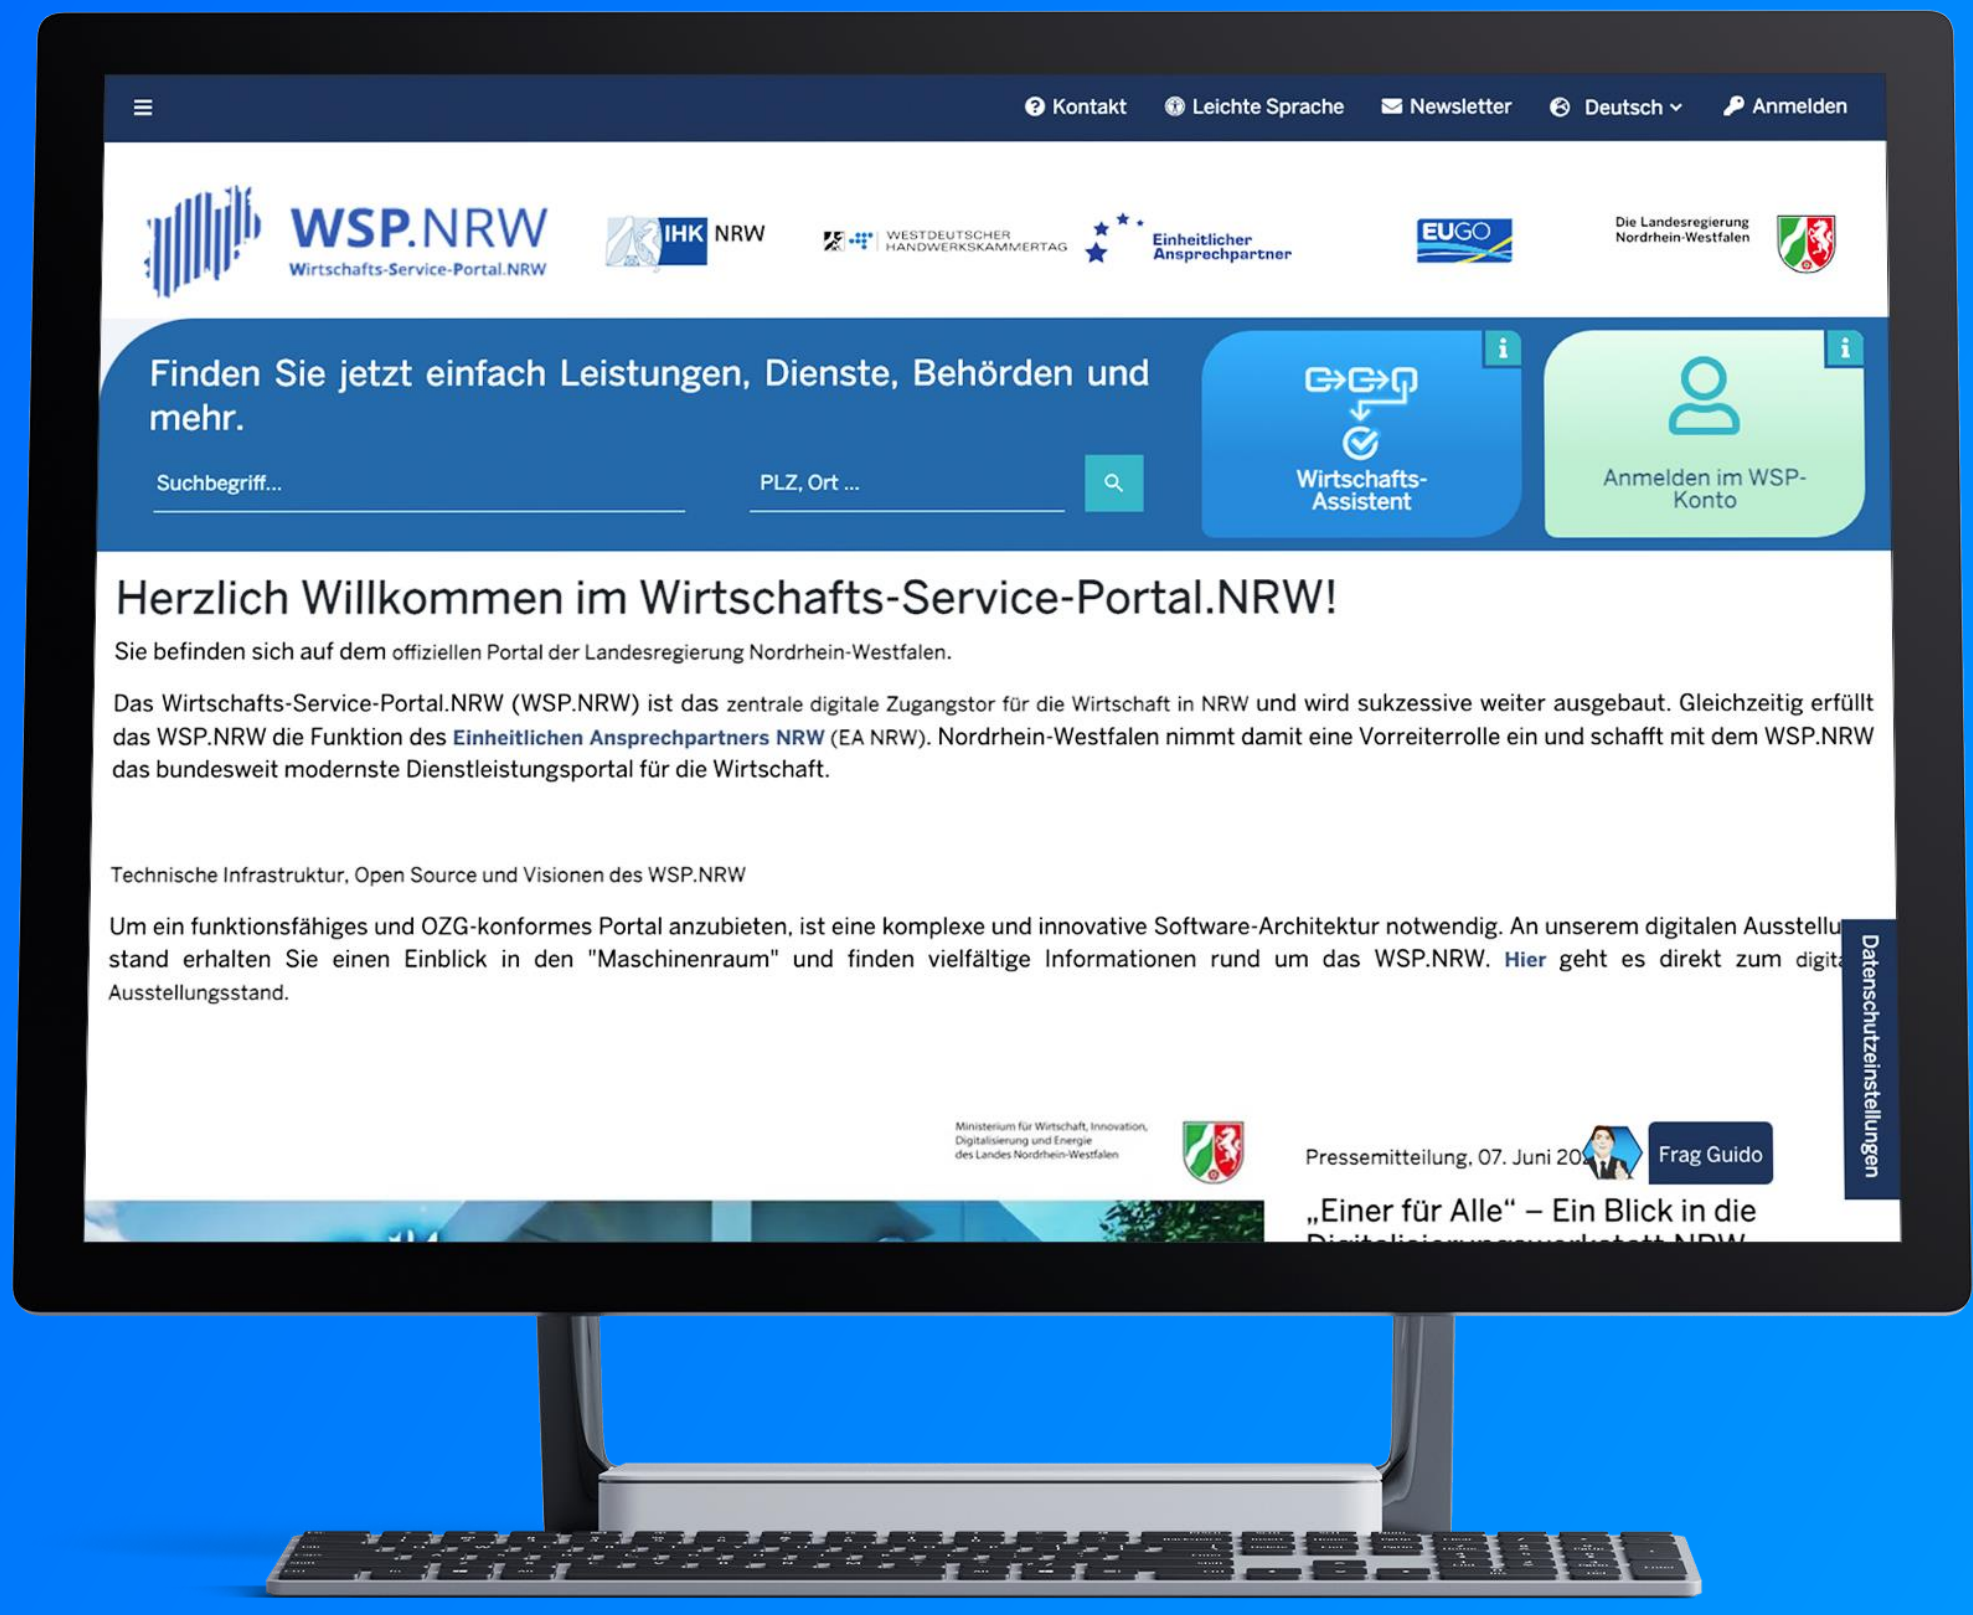 Kontakt
Leichte Sprache
Newsletter
Deutsch
Anmelden
WSP.NRW
Wirtschafts-Service-Portal.NRW
IHK NRW
WESTDEUTSCHER
HANDWERKSKAMMERTAG
Einheitlicher
Ansprechpartner
EUGO
Die Landesregierung
Nordrhein-Westfalen
Finden Sie jetzt einfach Leistungen, Dienste, Behörden und
mehr.
Suchbegriff...
PLZ, Ort ...
Wirtschafts-
Assistent
Anmelden im WSP-
Konto
Herzlich Willkommen im Wirtschafts-Service-Portal.NRW!
Sie befinden sich auf dem offiziellen Portal der Landesregierung Nordrhein-Westfalen.
Das Wirtschafts-Service-Portal.NRW (WSP.NRW) ist das zentrale digitale Zugangstor für die Wirtschaft in NRW und wird sukzessive weiter ausgebaut. Gleichzeitig erfüllt
das WSP.NRW die Funktion des Einheitlichen Ansprechpartners NRW (EA NRW). Nordrhein-Westfalen nimmt damit eine Vorreiterrolle ein und schafft mit dem WSP.NRW
das bundesweit modernste Dienstleistungsportal für die Wirtschaft.
Technische Infrastruktur, Open Source und Visionen des WSP.NRW
Um ein funktionsfähiges und OZG-konformes Portal anzubieten, ist eine komplexe und innovative Software-Architektur notwendig. An unserem digitalen Ausstellu
stand erhalten Sie einen Einblick in den "Maschinenraum" und finden vielfältige Informationen rund um das WSP.NRW. Hier geht es direkt zum digita
Ausstellungsstand.
Datenschutzeinstellungen
Ministerium für Wirtschaft, Innovation,
Digitalisierung und Energie
des Landes Nordrhein-Westfalen
Pressemitteilung, 07. Juni 20
Frag Guido
„Einer für Alle“ – Ein Blick in die
Digitalisierungswerkstatt NRW